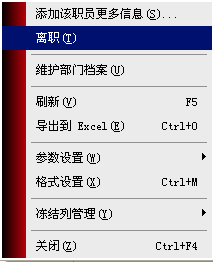 添加该职员更多信息(S)...
离职(T)
维护部门档案(U)
刷新(V) F5
导出到 Excel(E) Ctrl+O
参数设置(W)
格式设置(X) Ctrl+M
冻结列管理(Y)
关闭(Z) Ctrl+F4